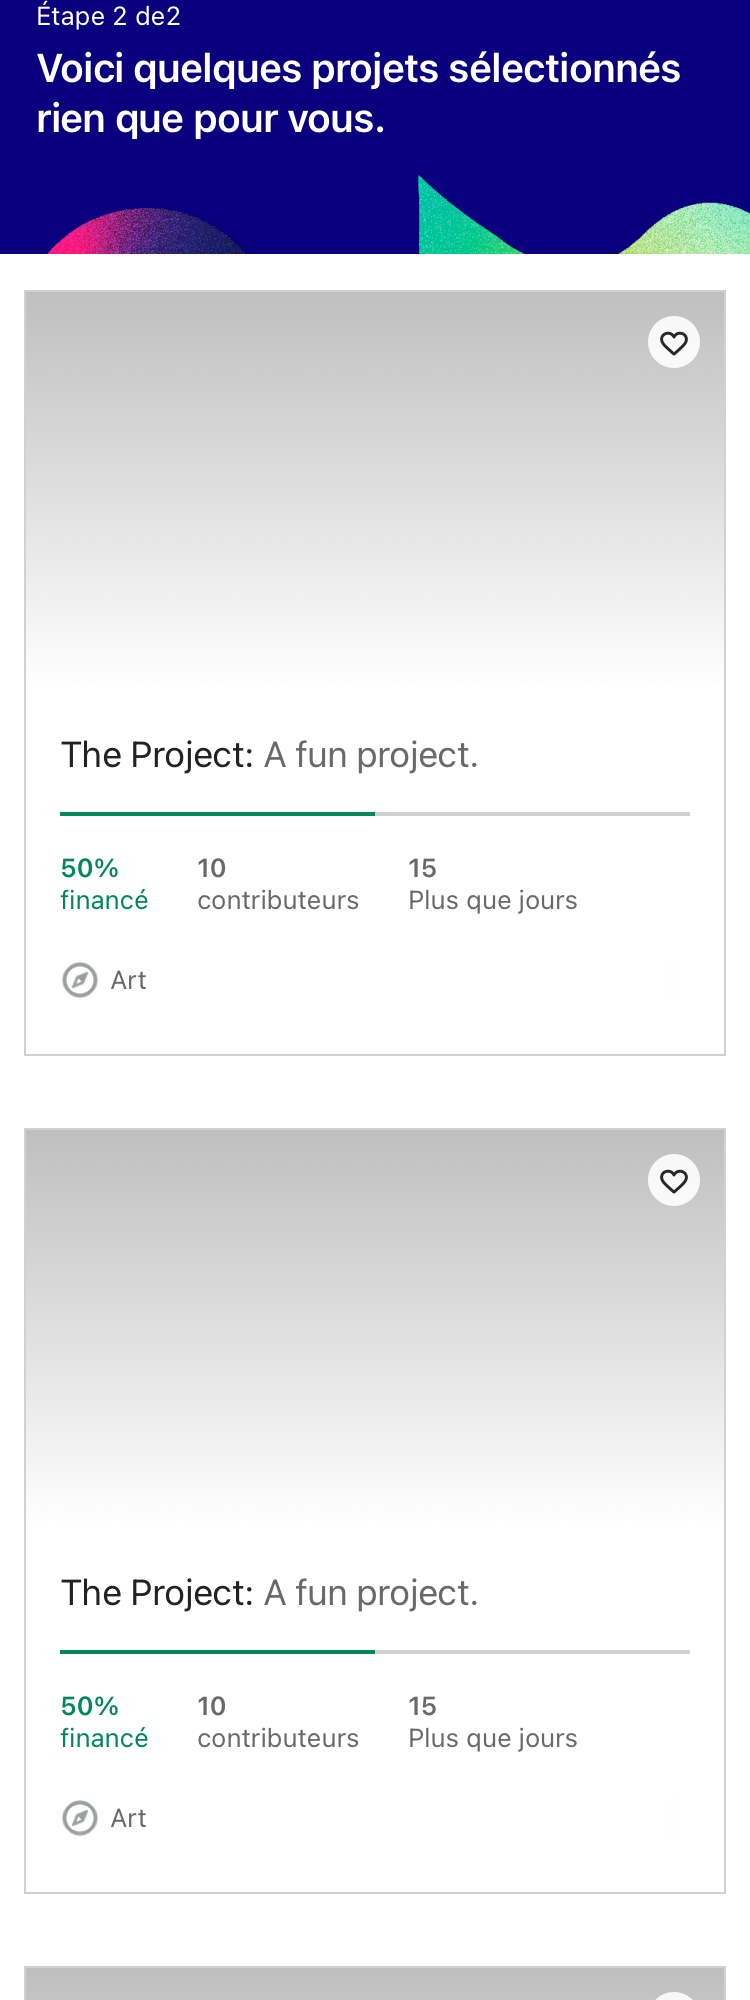 Étape 2 de2
Voici quelques projets sélectionnés
rien que pour vous.
The Project: A fun project.
50%
financé
10
contributeurs
15
Plus que jours
Art
The Project: A fun project.
50%
financé
10
contributeurs
15
Plus que jours
Art